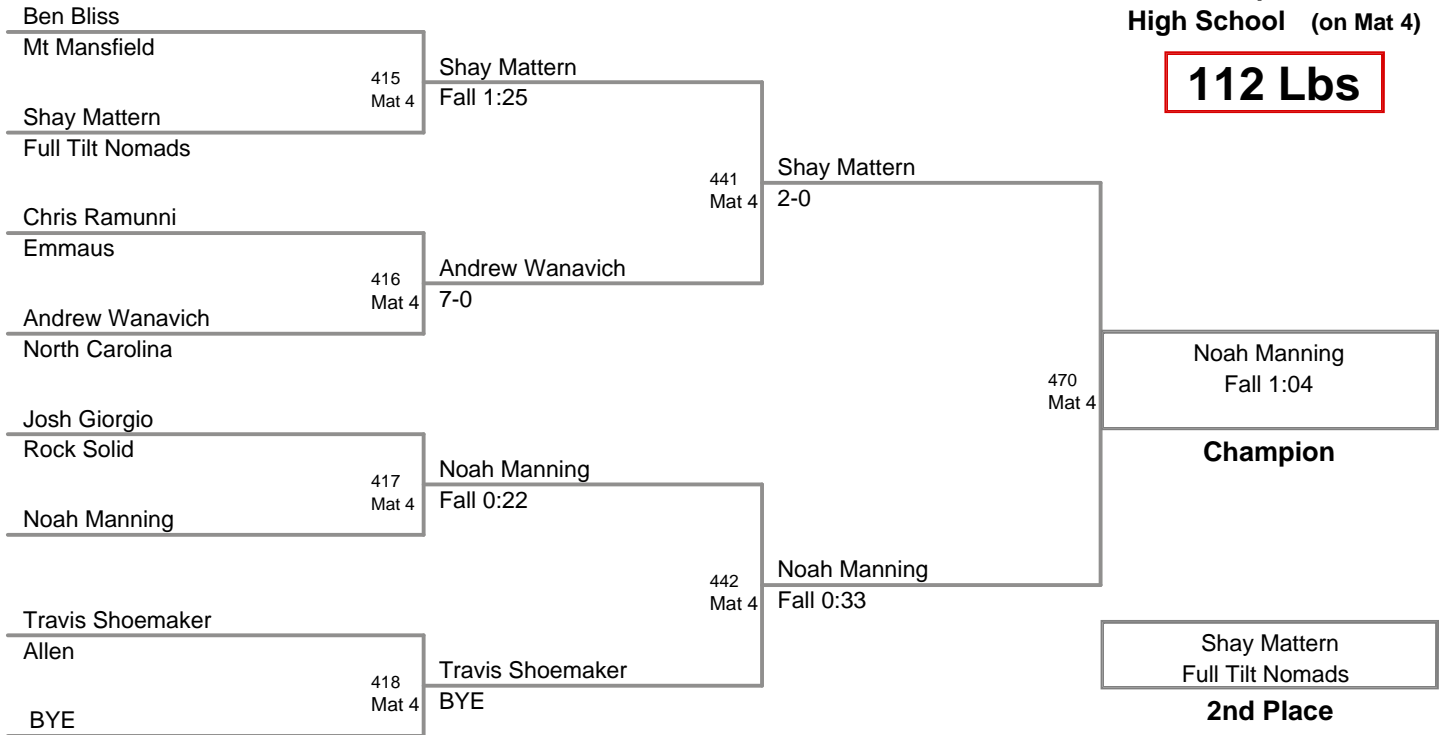 Ben Bliss
Mt Mansfield
415
Mat 4
Shay Mattern
Full Tilt Nomads
Shay Mattern
Fall 1:25
Chris Ramunni
Emmaus
416
Mat 4
Andrew Wanavich
North Carolina
Andrew Wanavich
7-0
441
Mat 4
Shay Mattern
2-0
Josh Giorgio
Rock Solid
417
Mat 4
Noah Manning
Noah Manning
Fall 0:22
Travis Shoemaker
Allen
418
Mat 4
BYE
Travis Shoemaker
BYE
442
Mat 4
Noah Manning
Fall 0:33
470
Mat 4
High School (on Mat 4)
112 Lbs
Noah Manning
Fall 1:04
Champion
Shay Mattern
Full Tilt Nomads
2nd Place